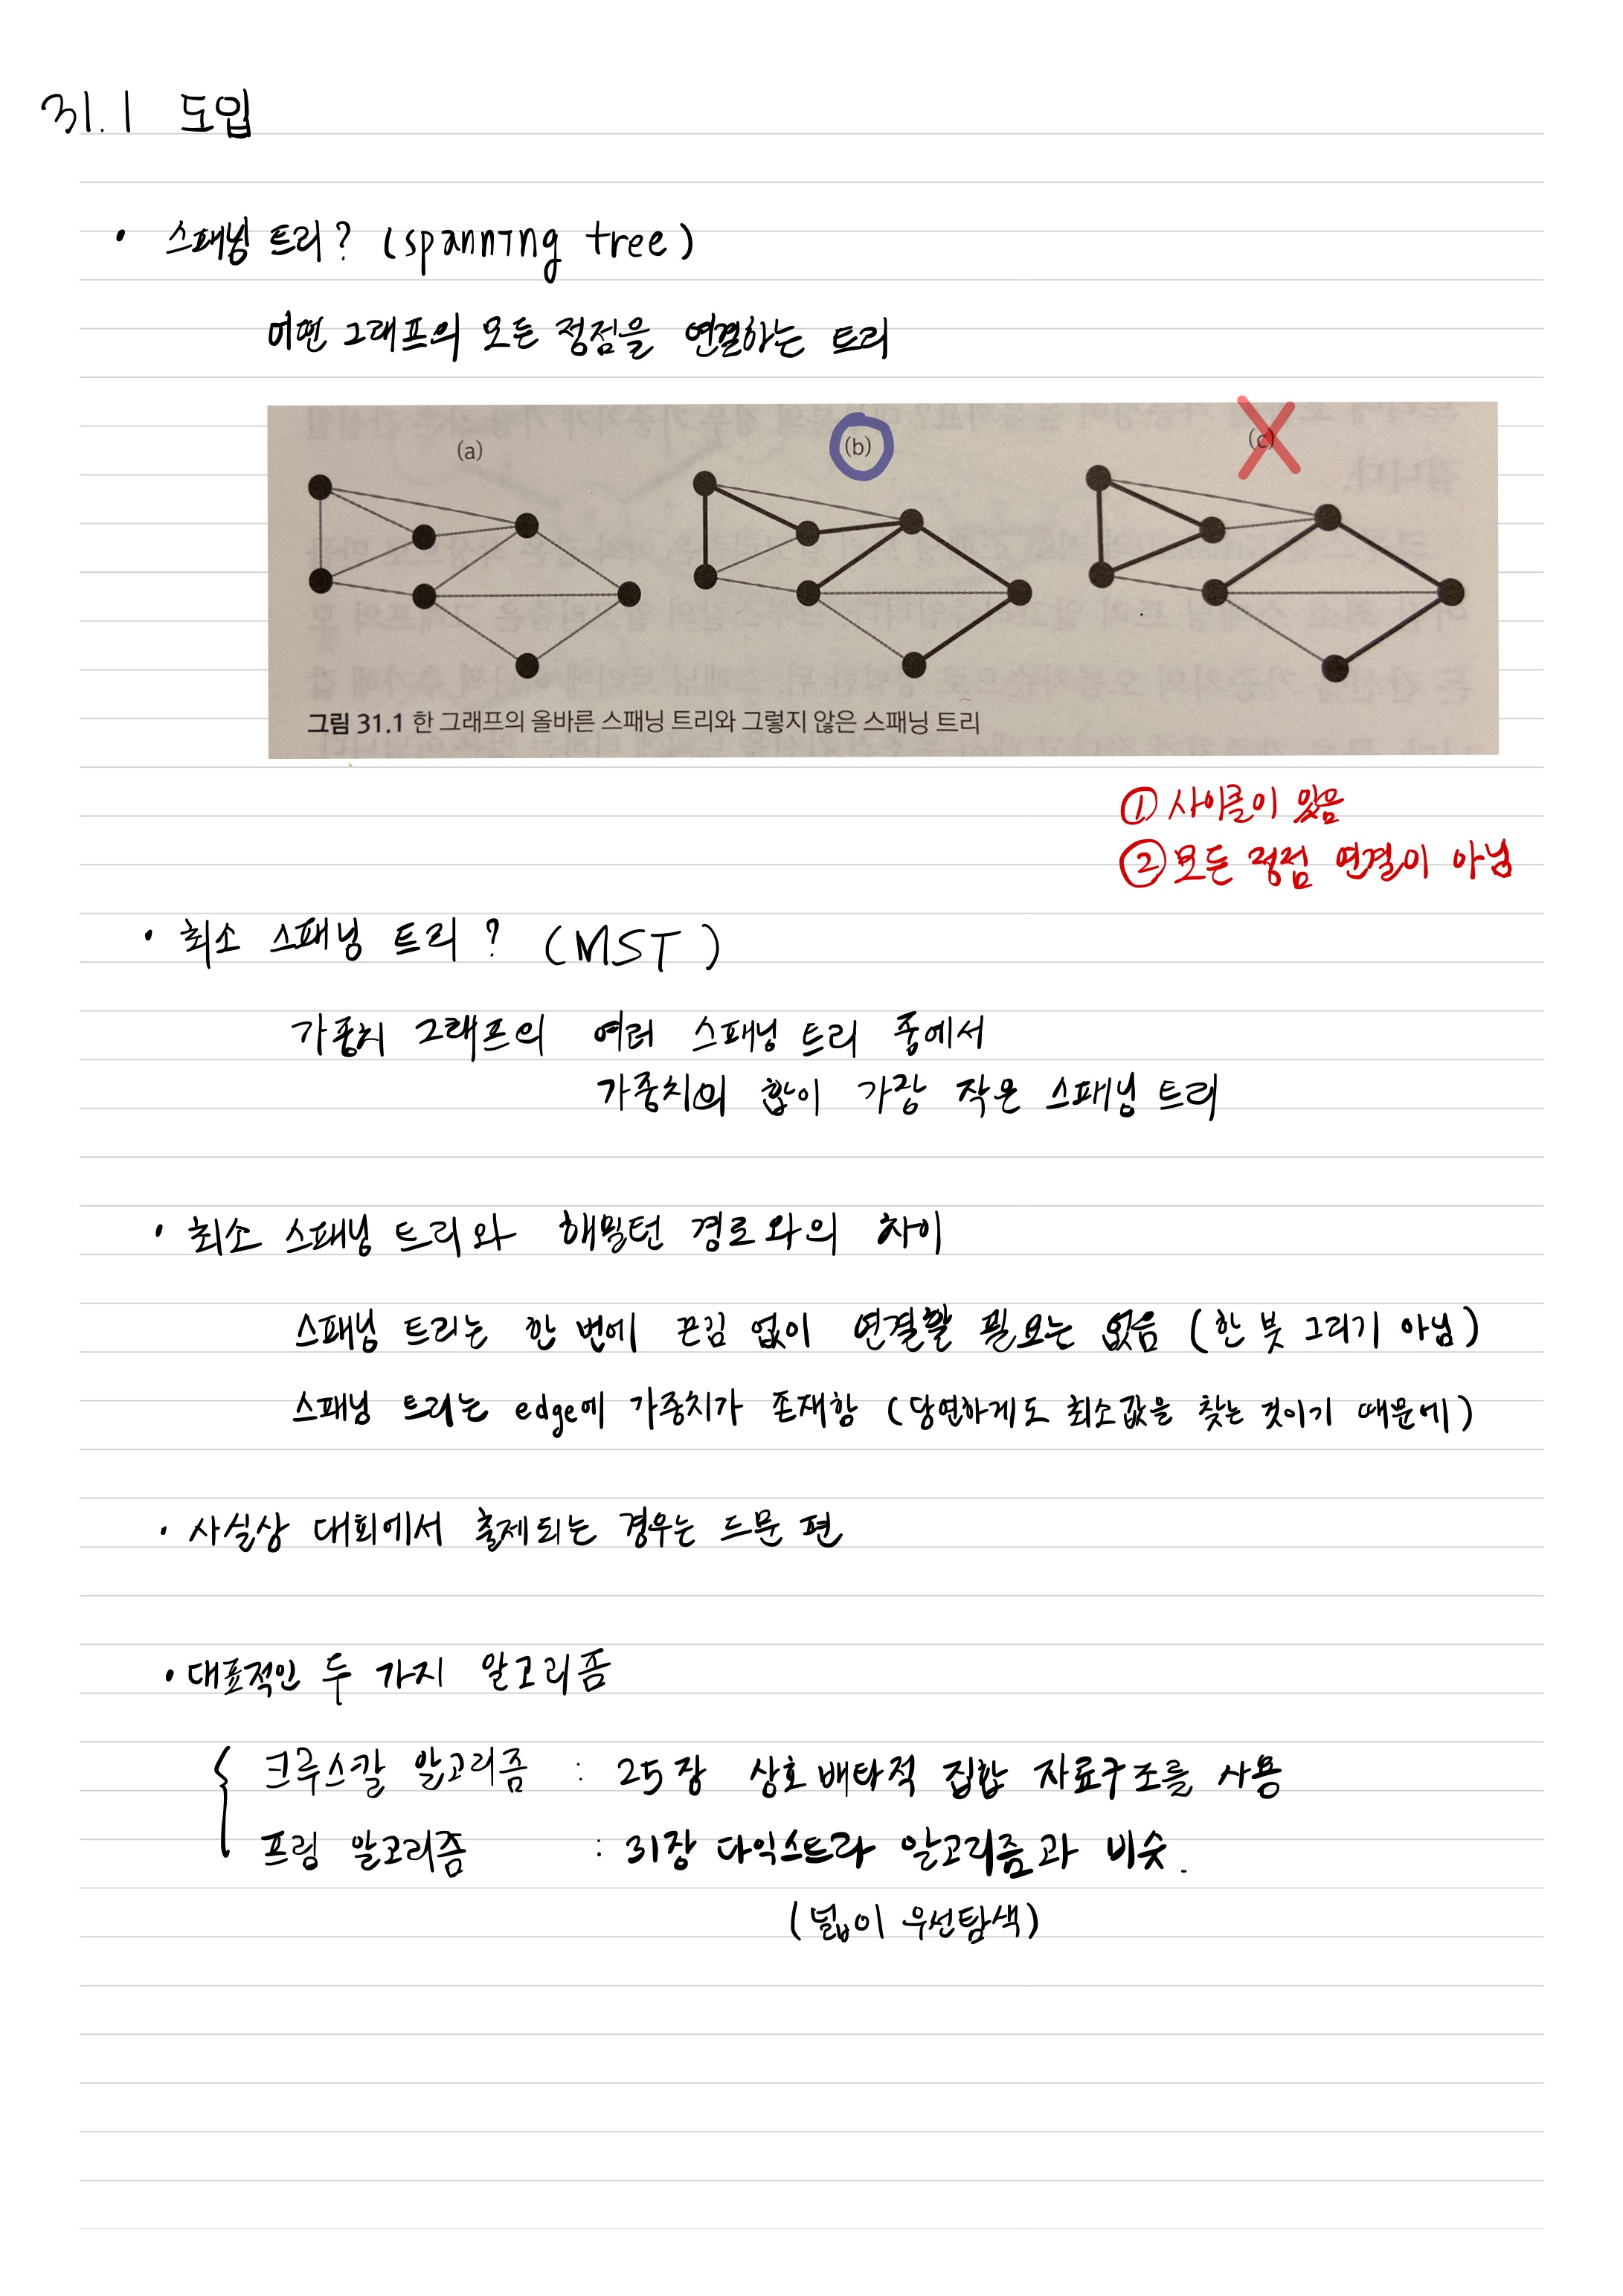 31.1 도입
• 스패닝 트리? (spanning tree)
어떤 그래프의 모든 정점을 연결하는 트리
(a) (b) (c)
그림 31.1 한 그래프의 올바른 스패닝 트리와 그렇지 않은 스패닝 트리
① 사이클이 있음
② 모든 정점 연결이 아님
• 최소 스패닝 트리? (MST)
가중치 그래프의 여러 스패닝 트리 중에서
가중치의 합이 가장 작은 스패닝 트리
• 최소 스패닝 트리와 해밀턴 경로와의 차이
스패닝 트리는 한 번에 끈김 없이 연결할 필요는 없음 (한 붓 그리기 아님)
스패닝 트리는 edge에 가중치가 존재함 (당연하게도 최소값을 찾는 것이기 때문에)
• 사실상 대회에서 출제되는 경우는 드문 편
• 대표적인 두 가지 알고리즘
크루스칼 알고리즘 : 25장 상호 배타적 집합 자료구조를 사용
프림 알고리즘 : 31장 다익스트라 알고리즘과 비슷.
(넓이 우선탐색)